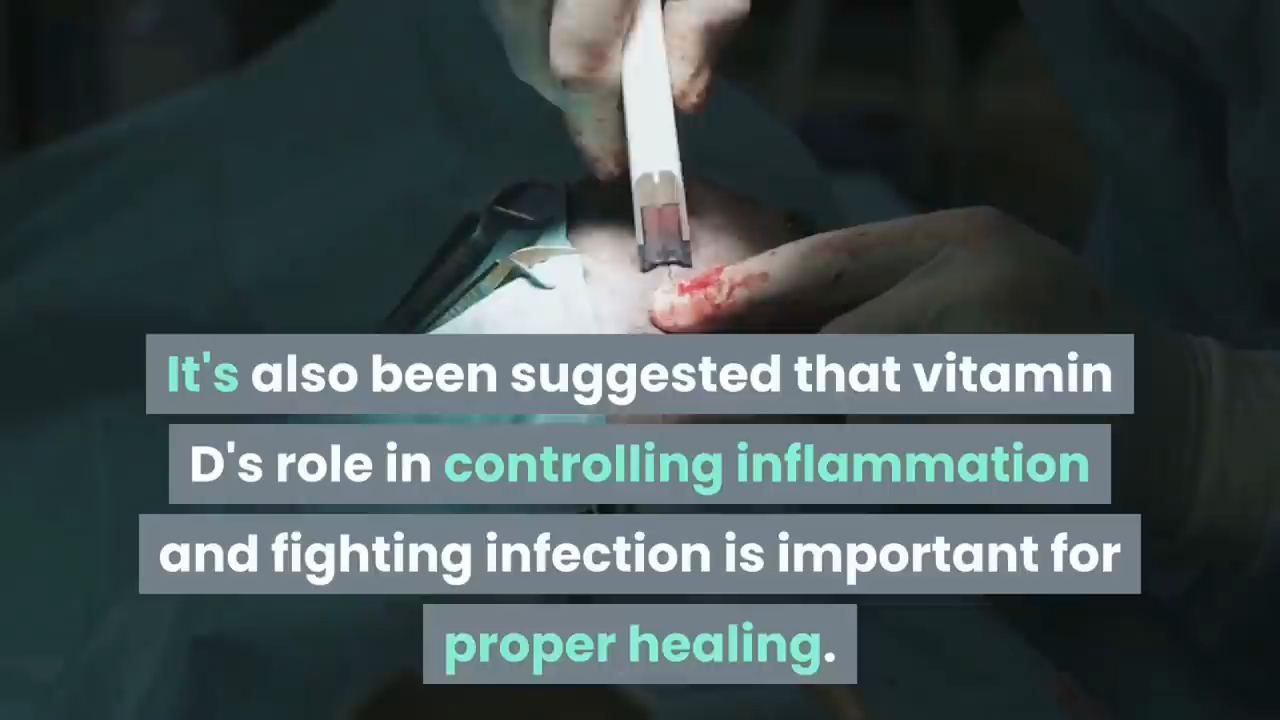 It's also been suggested that vitamin
D's role in controlling inflammation
and fighting infection is important for
proper healing.